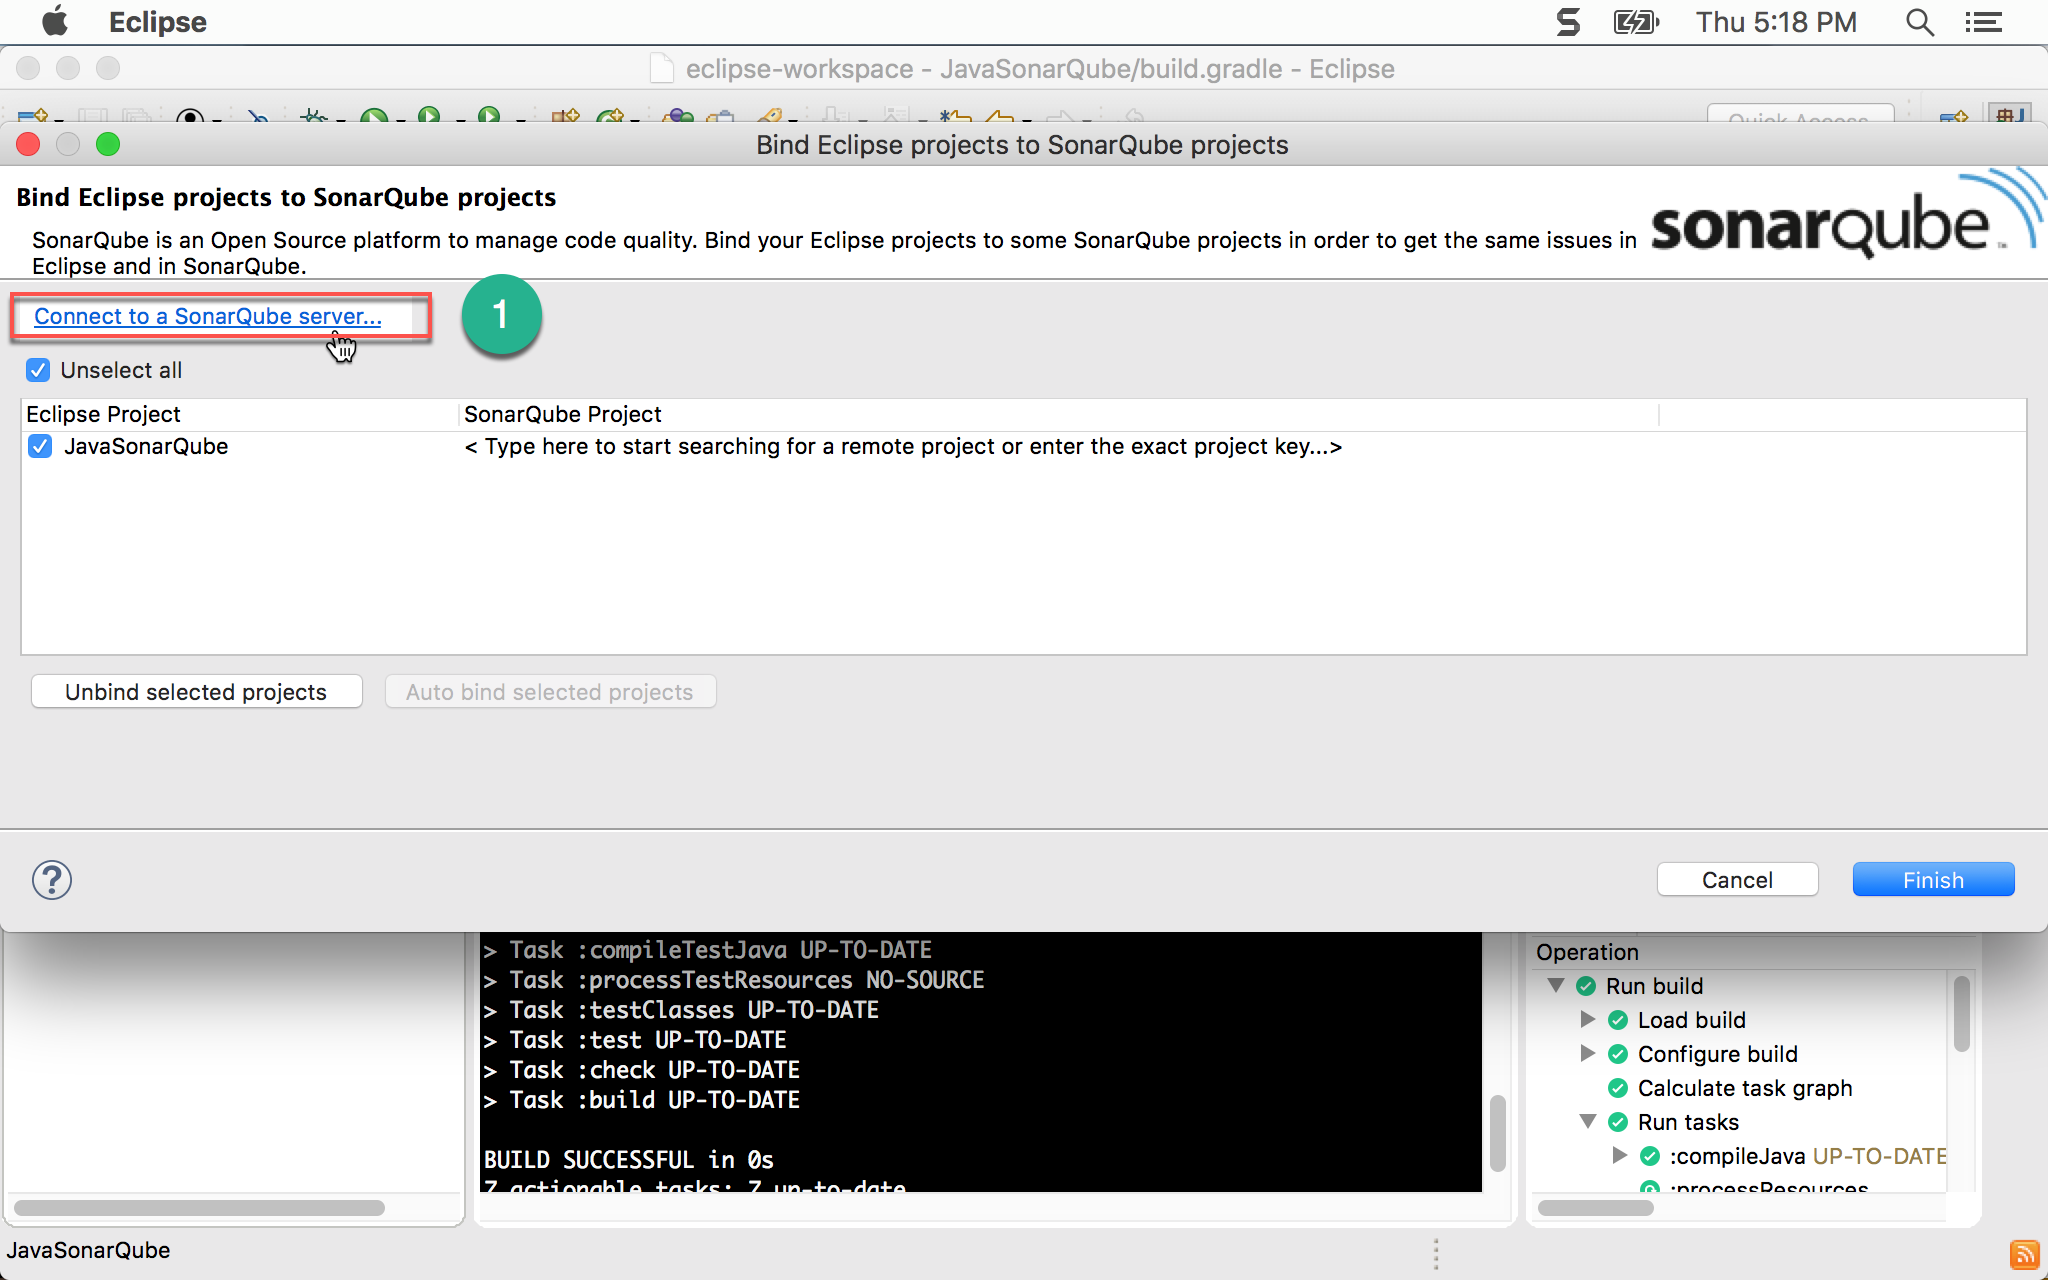 Eclipse
Thu 5:18 PM
eclipse-workspace - JavaSonarQube/build.gradle - Eclipse
Quick Access
Bind Eclipse projects to SonarQube projects
Bind Eclipse projects to SonarQube projects
SonarQube is an Open Source platform to manage code quality. Bind your Eclipse projects to some SonarQube projects in order to get the same issues in
Eclipse and in SonarQube.
sonarqube™
Connect to a SonarQube server...
1
Unselect all
Eclipse Project SonarQube Project
JavaSonarQube < Type here to start searching for a remote project or enter the exact project key...>
Unbind selected projects Auto bind selected projects
?
Cancel Finish
> Task :compileTestJava UP-TO-DATE
> Task :processTestResources NO-SOURCE
> Task :testClasses UP-TO-DATE
> Task :test UP-TO-DATE
> Task :check UP-TO-DATE
> Task :build UP-TO-DATE
BUILD SUCCESSFUL in 0s
actionable tasks: up-to-date
Operation
Run build
Load build
Configure build
Calculate task graph
Run tasks
:compileJava UP-TO-DATE
:processResources
JavaSonarQube